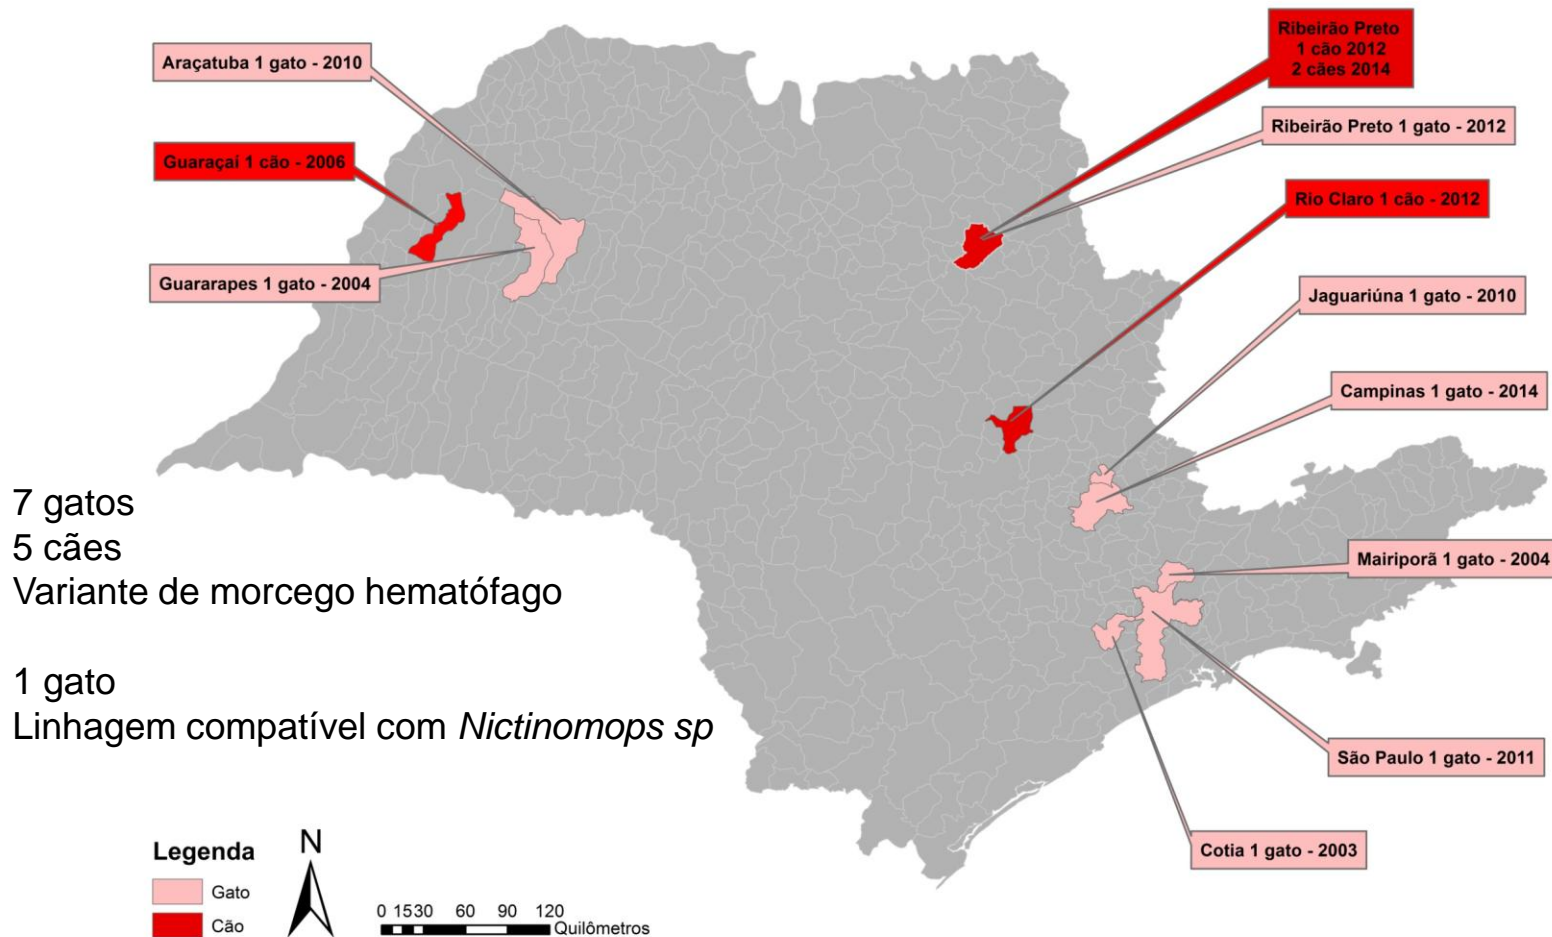 Araçatuba 1 gato - 2010
Ribeirão Preto
1 cão 2012
2 cães 2014
Ribeirão Preto 1 gato - 2012
Guaraçaí 1 cão - 2006
Rio Claro 1 cão - 2012
Guararapes 1 gato - 2004
Jaguariúna 1 gato - 2010
Campinas 1 gato - 2014
7 gatos
5 cães
Variante de morcego hematófago
Mairiporã 1 gato - 2004
1 gato
Linhagem compatível com Nictinomops sp
São Paulo 1 gato - 2011
Cotia 1 gato - 2003
Legenda
Gato
Cão
N
0 1530 60 90 120
Quilômetros